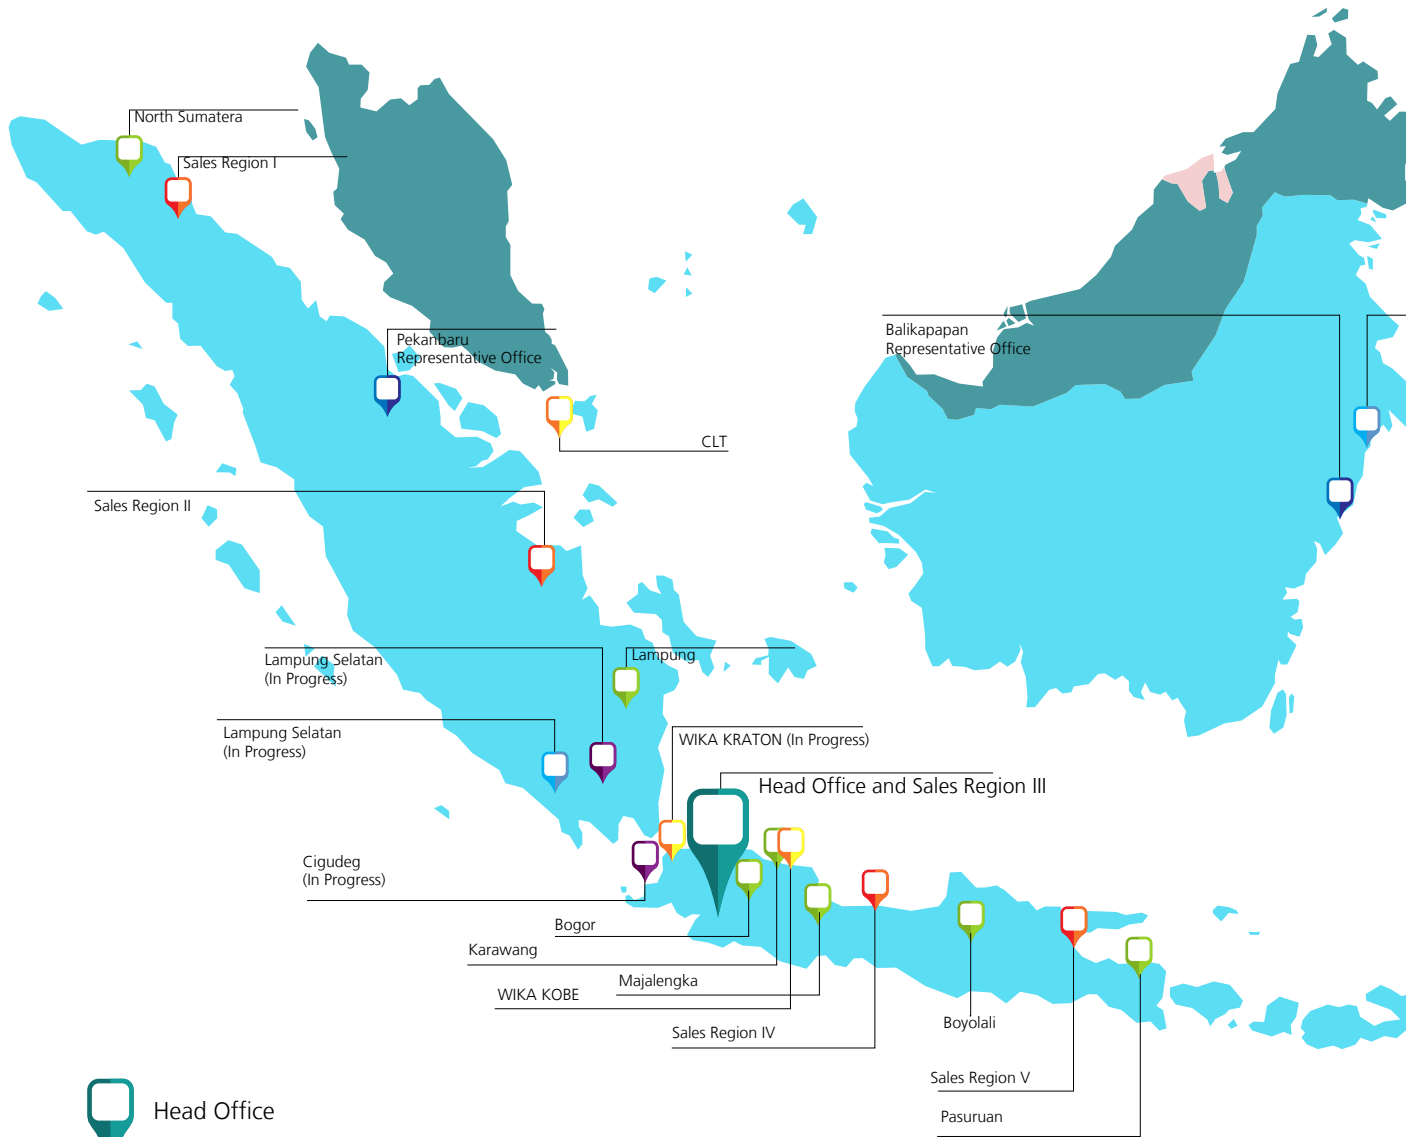 North Sumatera
Sales Region I
Pekanbaru
Representative Office
Balikapapan
Representative Office
CLT
Sales Region II
Lampung Selatan
(In Progress)
Lampung
Lampung Selatan
(In Progress)
WIKA KRATON (In Progress)
Head Office and Sales Region III
Cigudeg
(In Progress)
Bogor
Karawang
Majalengka
WIKA KOBE
Sales Region IV
Boyolali
Sales Region V
Pasuruan
Head Office